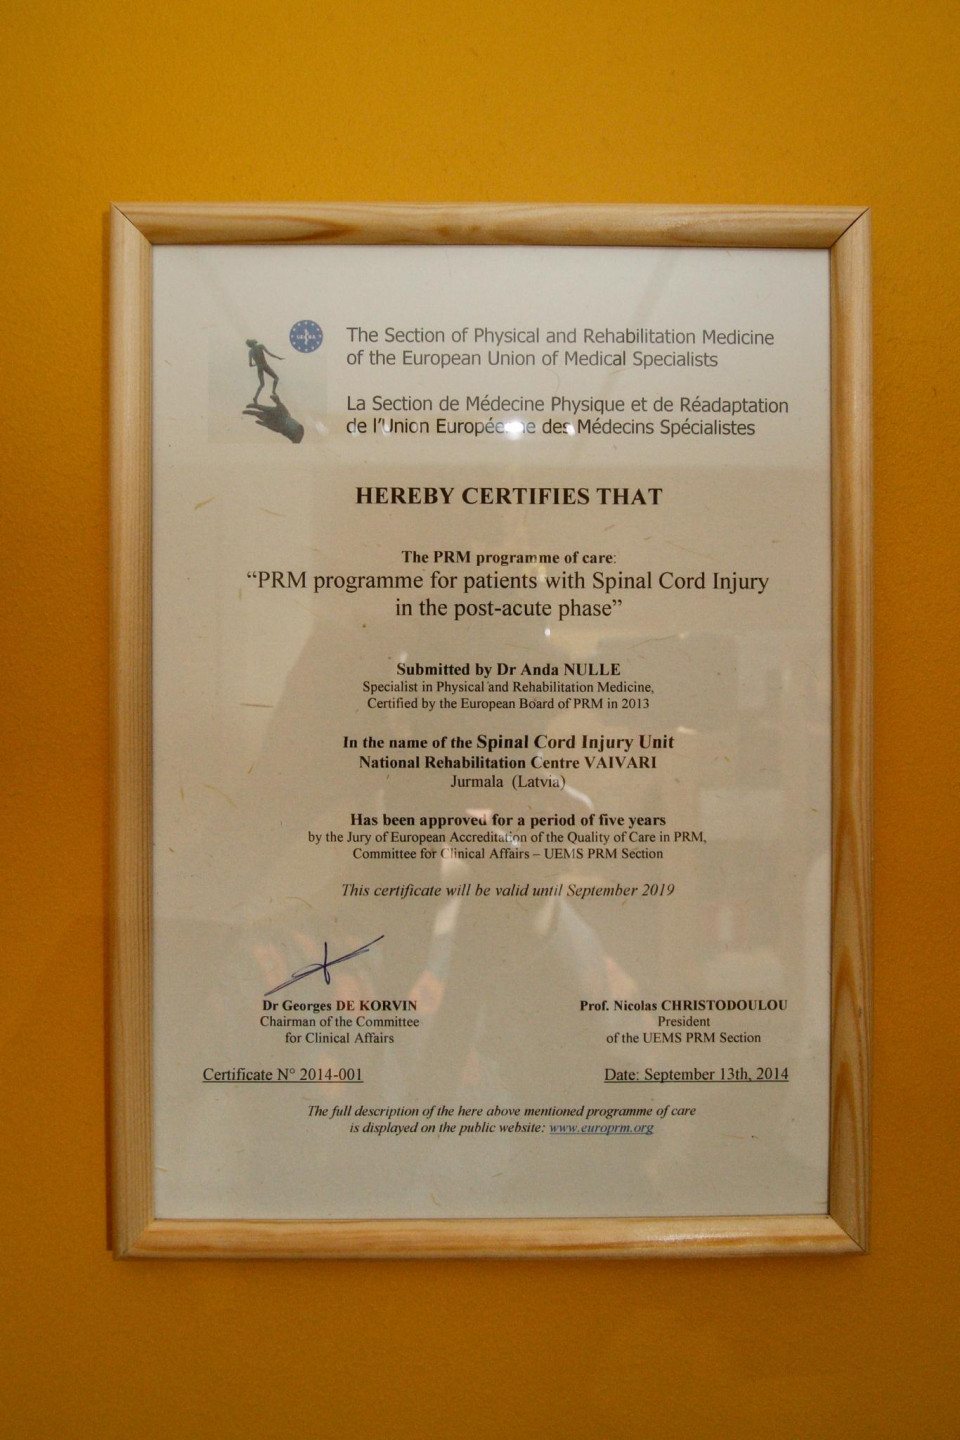 The Section of Physical and Rehabilitation Medicine
of the European Union of Medical Specialists
La Section de Médecine Physique et de Réadaptation
de l'Union Européenne des Médecins Spécialistes
HEREBY CERTIFIES THAT
The PRM programme of care:
“PRM programme for patients with Spinal Cord Injury
in the post-acute phase”
Submitted by Dr Anda NULLE
Specialist in Physical and Rehabilitation Medicine,
Certified by the European Board of PRM in 2013
In the name of the Spinal Cord Injury Unit
National Rehabilitation Centre VAIVARI
Jurmala (Latvia)
Has been approved for a period of five years
by the Jury of European Accreditation of the Quality of Care in PRM,
Committee for Clinical Affairs – UEMS PRM Section
This certificate will be valid until September 2019
Dr Georges DE KORVIN
Chairman of the Committee
for Clinical Affairs
Prof. Nicolas CHRISTODOULOU
President
of the UEMS PRM Section
Certificate N° 2014-001
Date: September 13th, 2014
The full description of the here above mentioned programme of care
is displayed on the public website: www.europrm.org